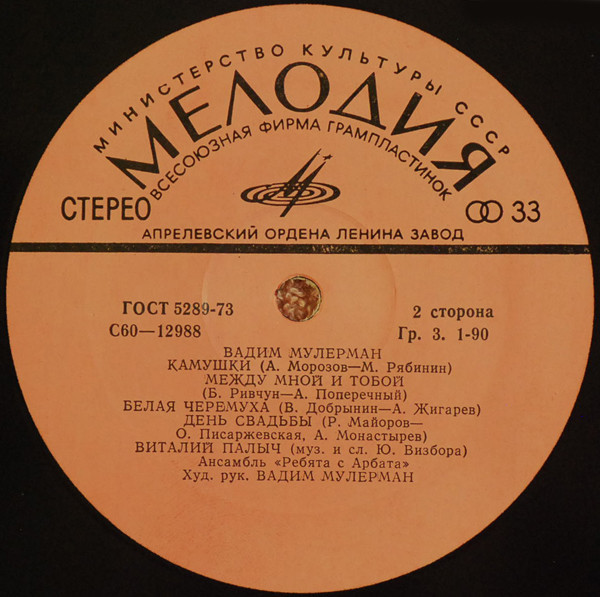 МИНИСТЕРСТВО КУЛЬТУРЫ СССР
МЕЛОДИЯ
ВСЕСОЮЗНАЯ ФИРМА ГРАМПЛАСТИНОК
СТЕРЕО
33
АПРЕЛЕВСКИЙ ОРДЕНА ЛЕНИНА ЗАВОД
ГОСТ 5289-73
2 сторона
С60—12988
Гр. 3. 1-90
ВАДИМ МУЛЕРМАН
КАМУШКИ (А. Морозов—М. Рябинин)
МЕЖДУ МНОЙ И ТОБОЙ
(Б. Ривчун—А. Поперечный)
БЕЛАЯ ЧЕРЕМУХА (В. Добрынин—А. Жигарев)
ДЕНЬ СВАДЬБЫ (Р. Майоров—
О. Писаржевская, А. Монастырев)
ВИТАЛИЙ ПАЛЫЧ (муз. и сл. Ю. Визбора)
Ансамбль «Ребята с Арбата»
Худ. рук. ВАДИМ МУЛЕРМАН